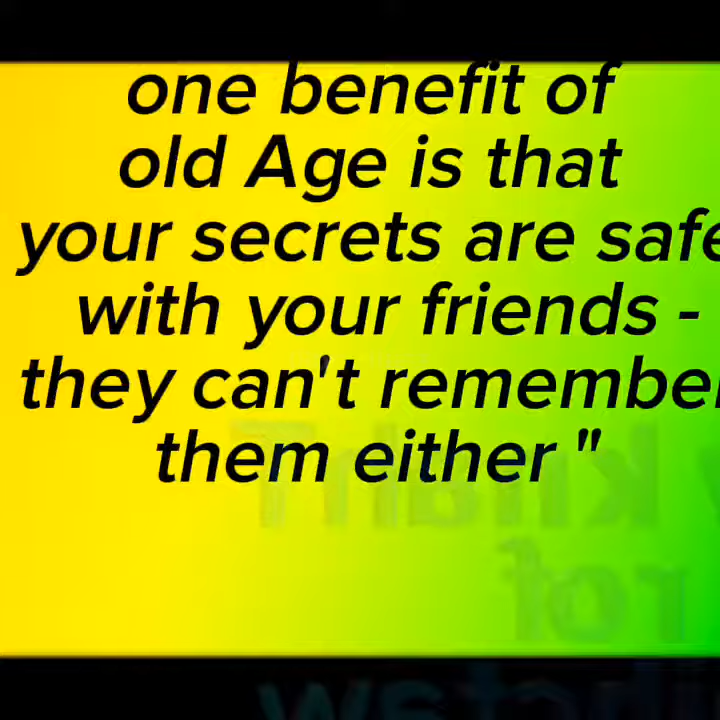 one benefit of
old Age is that
your secrets are safe
with your friends -
they can't remember
them either "